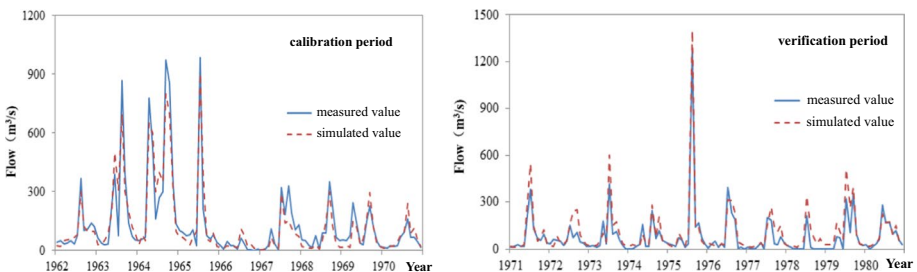 1200
900
600
300
0
Flow（m³/s）
calibration period
measured value
simulated value
1962 1963 1964 1965 1966 1967 1968 1969 1970 Year
1500
1200
900
600
300
0
Flow（m³/s）
verification period
measured value
simulated value
1971 1972 1973 1974 1975 1976 1977 1978 1979 1980 Year